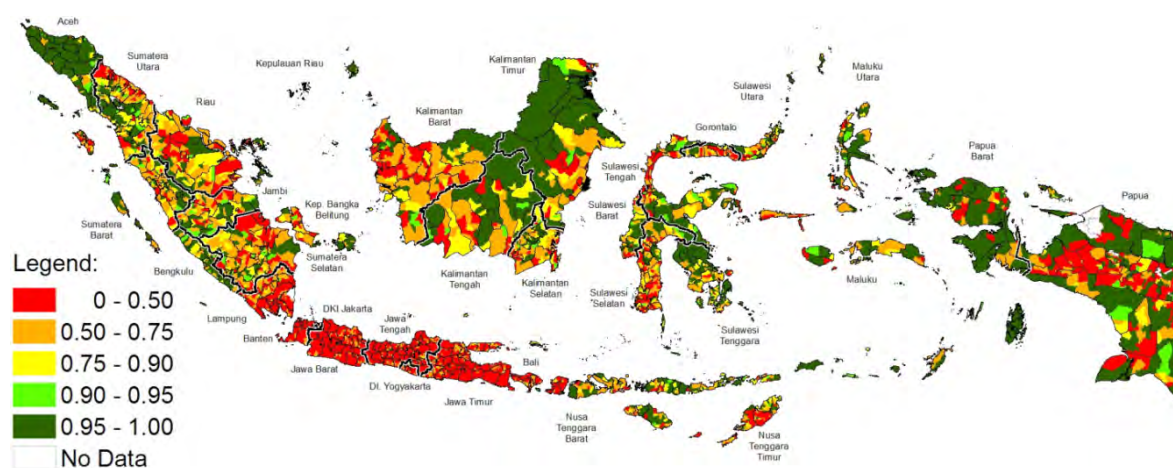 Aceh
Sumatera
Utara
Kepulauan Riau
Riau
Kalimantan
Timur
Kalimantan
Barat
Sulawesi
Utara
Maluku
Utara
Gorontalo
Papua
Barat
Papua
Sulawesi
Tengah
Jambi
Kep. Bangka
Belitung
Sulawesi
Barat
Sumatera
Barat
Sumatera
Selatan
Bengkulu
Kalimantan
Tengah
Kalimantan
Selatan
Sulawesi
Selatan
Maluku
Lampung
DKI Jakarta
Jawa
Tengah
Sulawesi
Tenggara
Banten
Jawa Barat
DI. Yogyakarta
Jawa Timur
Bali
Nusa
Tenggara
Barat
Nusa
Tenggara
Timur
Legend:
0 - 0.50
0.50 - 0.75
0.75 - 0.90
0.90 - 0.95
0.95 - 1.00
No Data